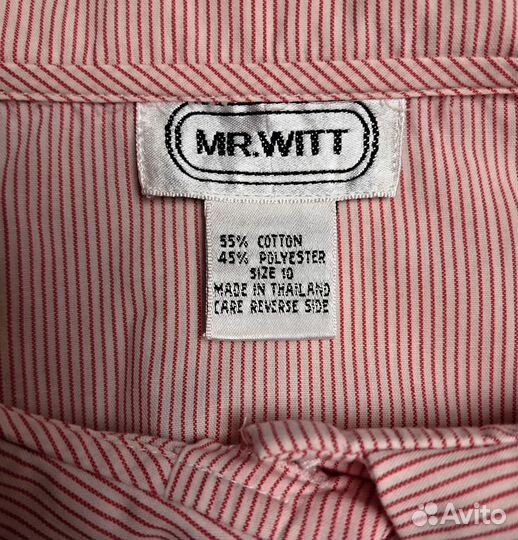 MR.WITT
55% COTTON
45% POLYESTER
SIZE 10
MADE IN THAILAND
CARE REVERSE SIDE
Avito